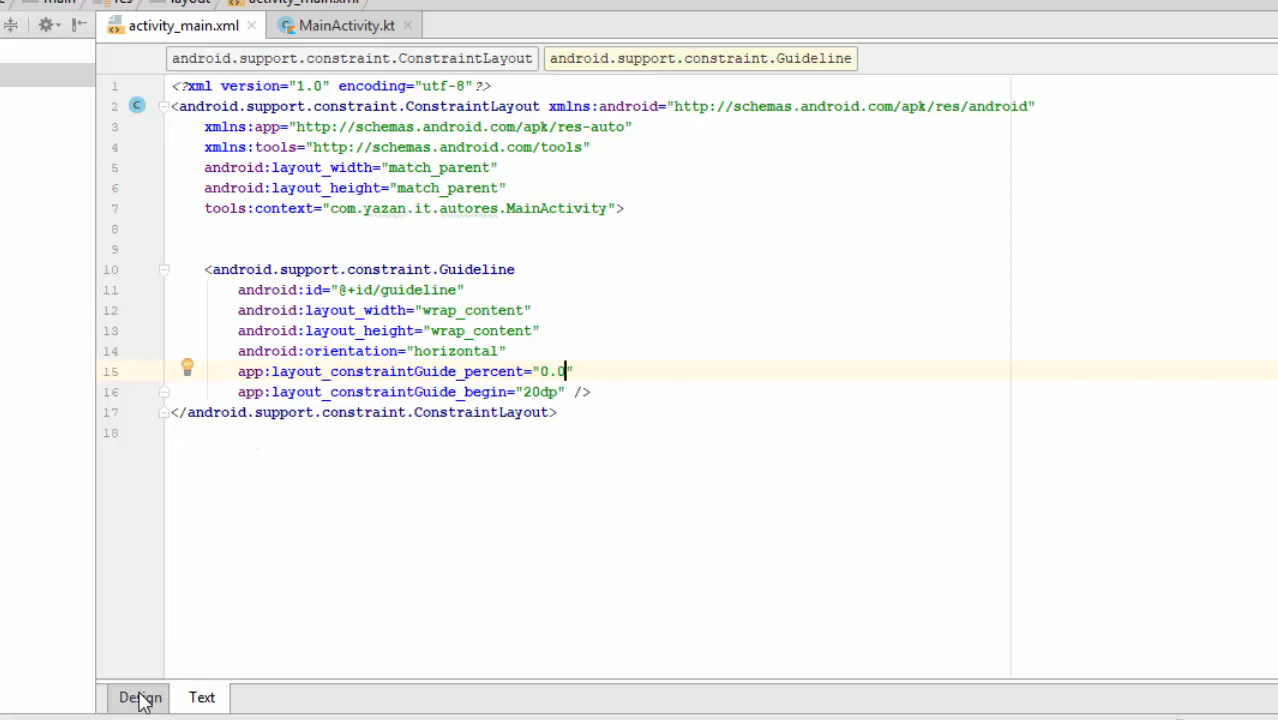 main res layout activity_main.xml
activity_main.xml MainActivity.kt
android.support.constraint.ConstraintLayout android.support.constraint.Guideline
1 <?xml version="1.0" encoding="utf-8"?>
2 C <android.support.constraint.ConstraintLayout xmlns:android="http://schemas.android.com/apk/res/android"
3 xmlns:app="http://schemas.android.com/apk/res-auto"
4 xmlns:tools="http://schemas.android.com/tools"
5 android:layout_width="match_parent"
6 android:layout_height="match_parent"
7 tools:context="com.yazan.it.autores.MainActivity">
8
9
10 <android.support.constraint.Guideline
11 android:id="@+id/guideline"
12 android:layout_width="wrap_content"
13 android:layout_height="wrap_content"
14 android:orientation="horizontal"
15 app:layout_constraintGuide_percent="0.0"
16 app:layout_constraintGuide_begin="20dp" />
17 </android.support.constraint.ConstraintLayout>
18
Design Text